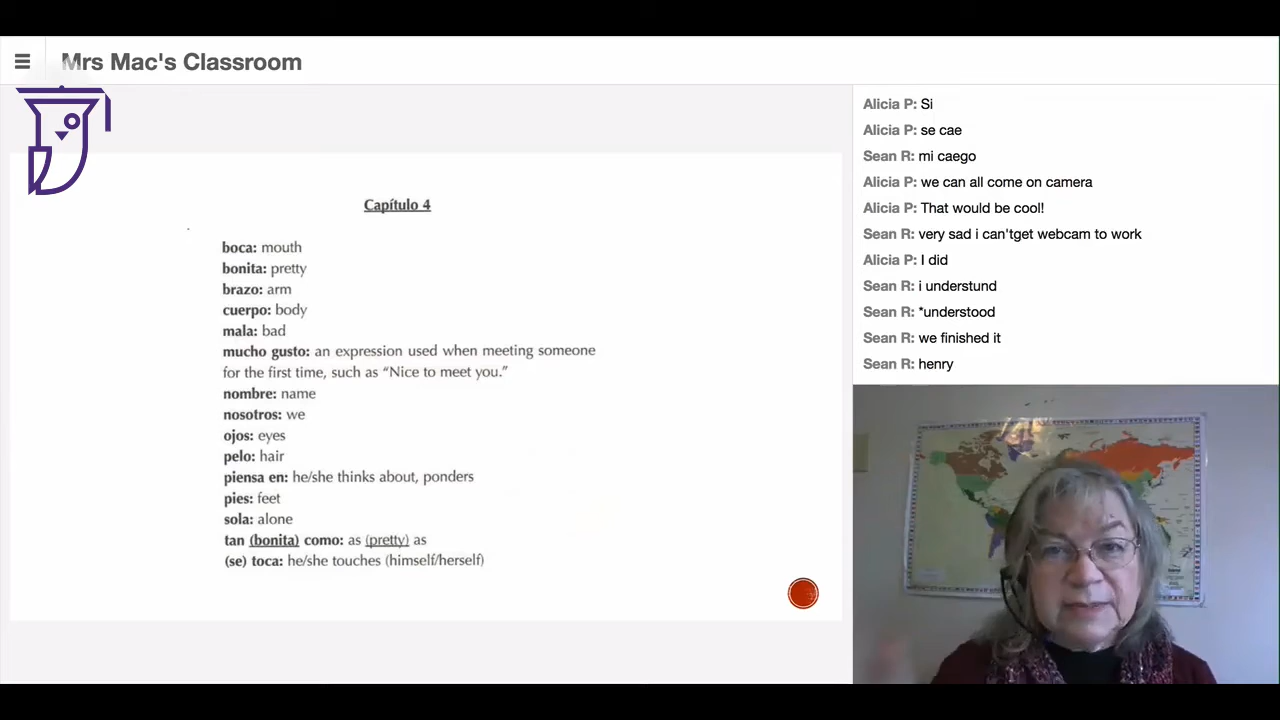 Mrs Mac's Classroom
Capítulo 4
boca: mouth
bonita: pretty
brazo: arm
cuerpo: body
mala: bad
mucho gusto: an expression used when meeting someone
for the first time, such as “Nice to meet you.”
nombre: name
nosotros: we
ojos: eyes
pelo: hair
piensa en: he/she thinks about, ponders
pies: feet
sola: alone
tan (bonita) como: as (pretty) as
(se) toca: he/she touches (himself/herself)
Alicia P: Si
Alicia P: se cae
Sean R: mi caego
Alicia P: we can all come on camera
Alicia P: That would be cool!
Sean R: very sad i can'tget webcam to work
Alicia P: I did
Sean R: i understund
Sean R: *understood
Sean R: we finished it
Sean R: henry